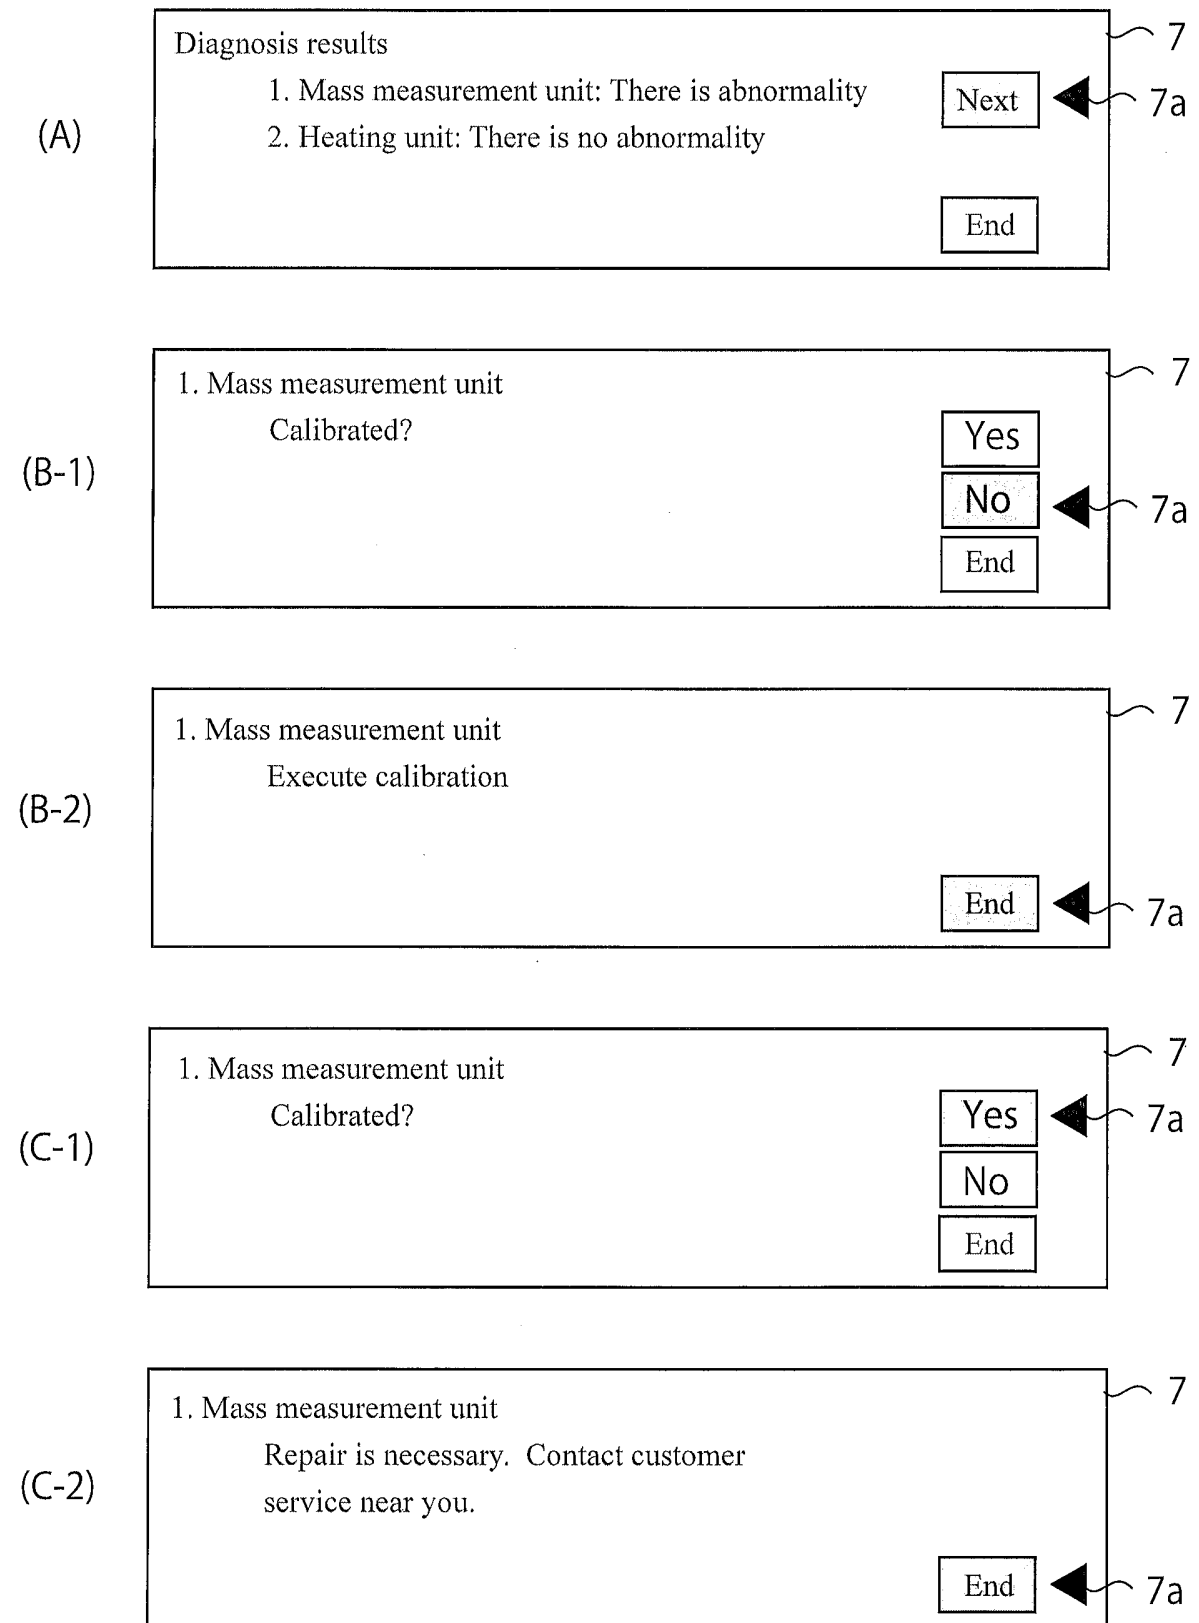 7
Diagnosis results
1. Mass measurement unit: There is abnormality
Next
7a
(A)
2. Heating unit: There is no abnormality
End
7
1. Mass measurement unit
Calibrated?
Yes
(B-1)
No
7a
End
7
1. Mass measurement unit
Execute calibration
(B-2)
End
7a
7
1. Mass measurement unit
Calibrated?
Yes
7a
(C-1)
No
End
7
1. Mass measurement unit
Repair is necessary. Contact customer
(C-2)
service near you.
End
7a